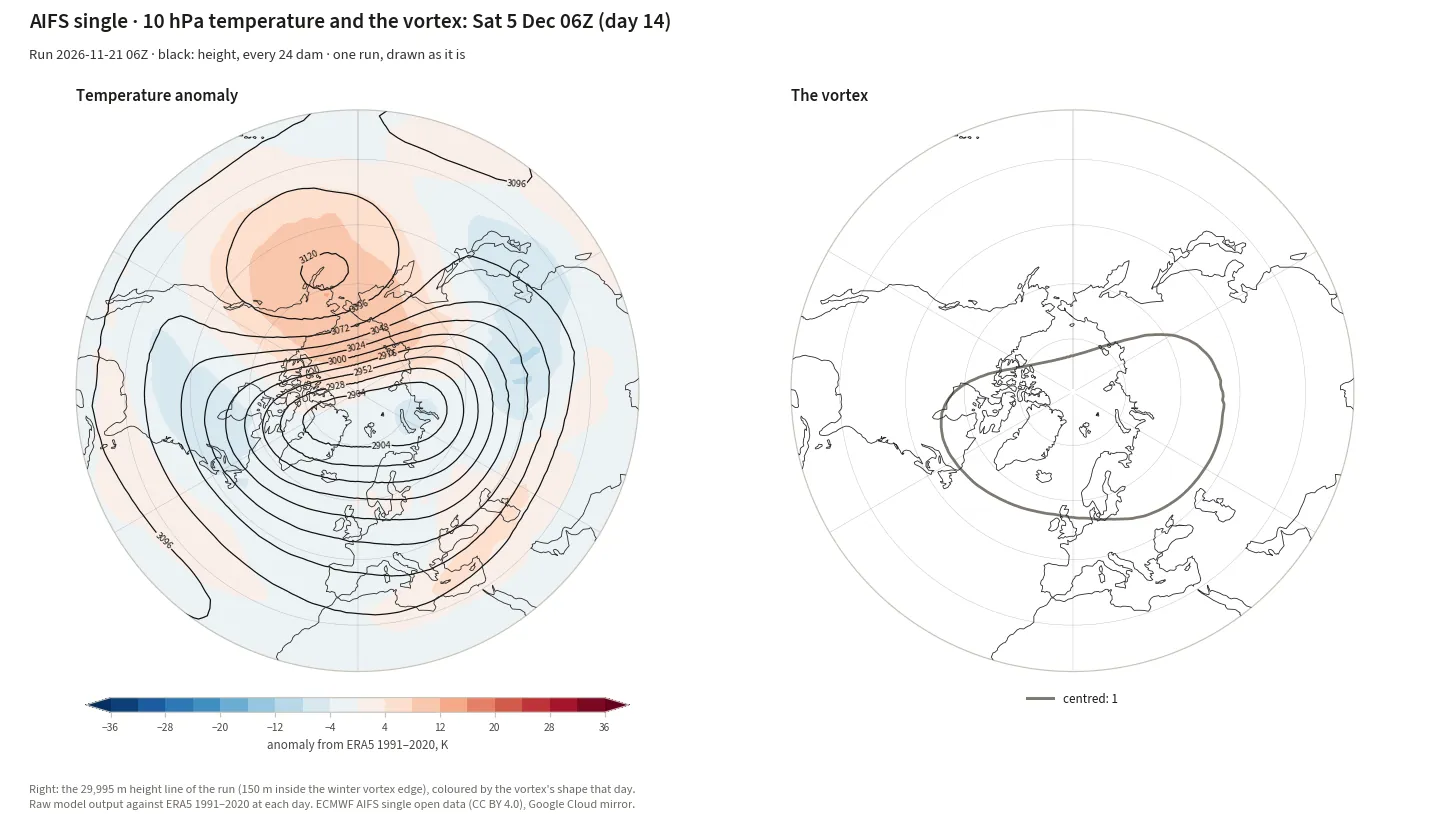 AIFS single · 10 hPa temperature and the vortex: Sat 5 Dec 06Z (day 14)
Run 2026-11-21 06Z · black: height, every 24 dam · one run, drawn as it is
Temperature anomaly
The vortex
3096
3120
3096
3072
3048
3024
2976
3000
2952
2928
2904
2904
3096
−36
−28
−20
−12
−4
4
12
20
28
36
anomaly from ERA5 1991–2020, K
centred: 1
Right: the 29,995 m height line of the run (150 m inside the winter vortex edge), coloured by the vortex's shape that day.
Raw model output against ERA5 1991–2020 at each day. ECMWF AIFS single open data (CC BY 4.0), Google Cloud mirror.